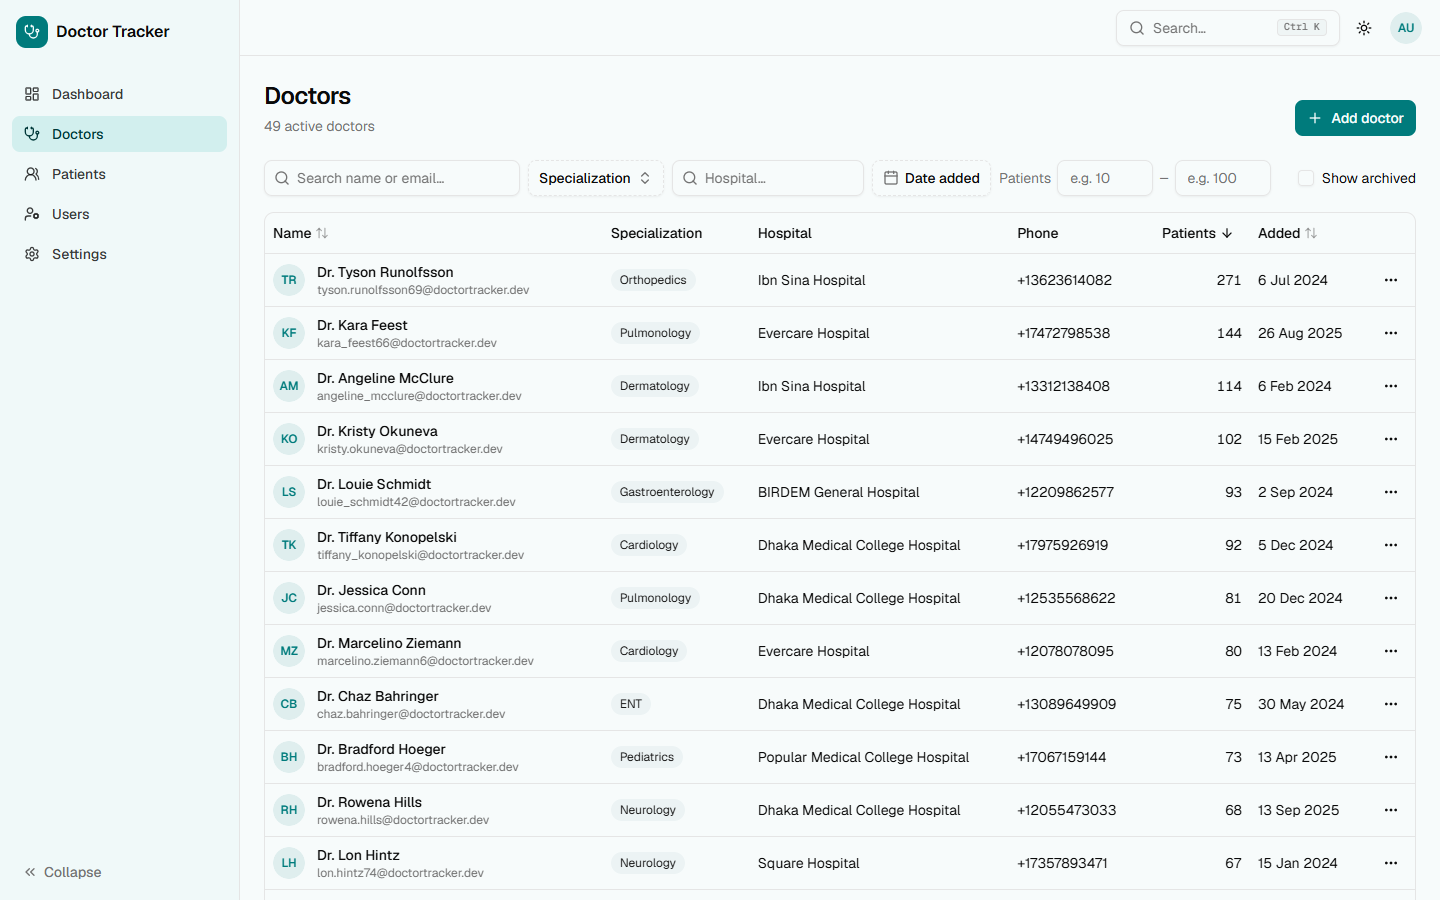 Doctor Tracker
Search...
Ctrl K
AU
Dashboard
Doctors
Patients
Users
Settings
Collapse
Doctors
49 active doctors
Add doctor
Search name or email...
Specialization
Hospital...
Date added
Patients
e.g. 10
–
e.g. 100
Show archived
Name Specialization Hospital Phone Patients Added
TR Dr. Tyson Runolfsson Orthopedics Ibn Sina Hospital +13623614082 271 6 Jul 2024
tyson.runolfsson69@doctortracker.dev
KF Dr. Kara Feest Pulmonology Evercare Hospital +17472798538 144 26 Aug 2025
kara_feest66@doctortracker.dev
AM Dr. Angeline McClure Dermatology Ibn Sina Hospital +13312138408 114 6 Feb 2024
angeline_mcclure@doctortracker.dev
KO Dr. Kristy Okuneva Dermatology Evercare Hospital +14749496025 102 15 Feb 2025
kristy.okuneva@doctortracker.dev
LS Dr. Louie Schmidt Gastroenterology BIRDEM General Hospital +12209862577 93 2 Sep 2024
louie_schmidt42@doctortracker.dev
TK Dr. Tiffany Konopelski Cardiology Dhaka Medical College Hospital +17975926919 92 5 Dec 2024
tiffany_konopelski@doctortracker.dev
JC Dr. Jessica Conn Pulmonology Dhaka Medical College Hospital +12535568622 81 20 Dec 2024
jessica.conn@doctortracker.dev
MZ Dr. Marcelino Ziemann Cardiology Evercare Hospital +12078078095 80 13 Feb 2024
marcelino.ziemann6@doctortracker.dev
CB Dr. Chaz Bahringer ENT Dhaka Medical College Hospital +13089649909 75 30 May 2024
chaz.bahringer@doctortracker.dev
BH Dr. Bradford Hoeger Pediatrics Popular Medical College Hospital +17067159144 73 13 Apr 2025
bradford.hoeger4@doctortracker.dev
RH Dr. Rowena Hills Neurology Dhaka Medical College Hospital +12055473033 68 13 Sep 2025
rowena.hills@doctortracker.dev
LH Dr. Lon Hintz Neurology Square Hospital +17357893471 67 15 Jan 2024
lon.hintz74@doctortracker.dev